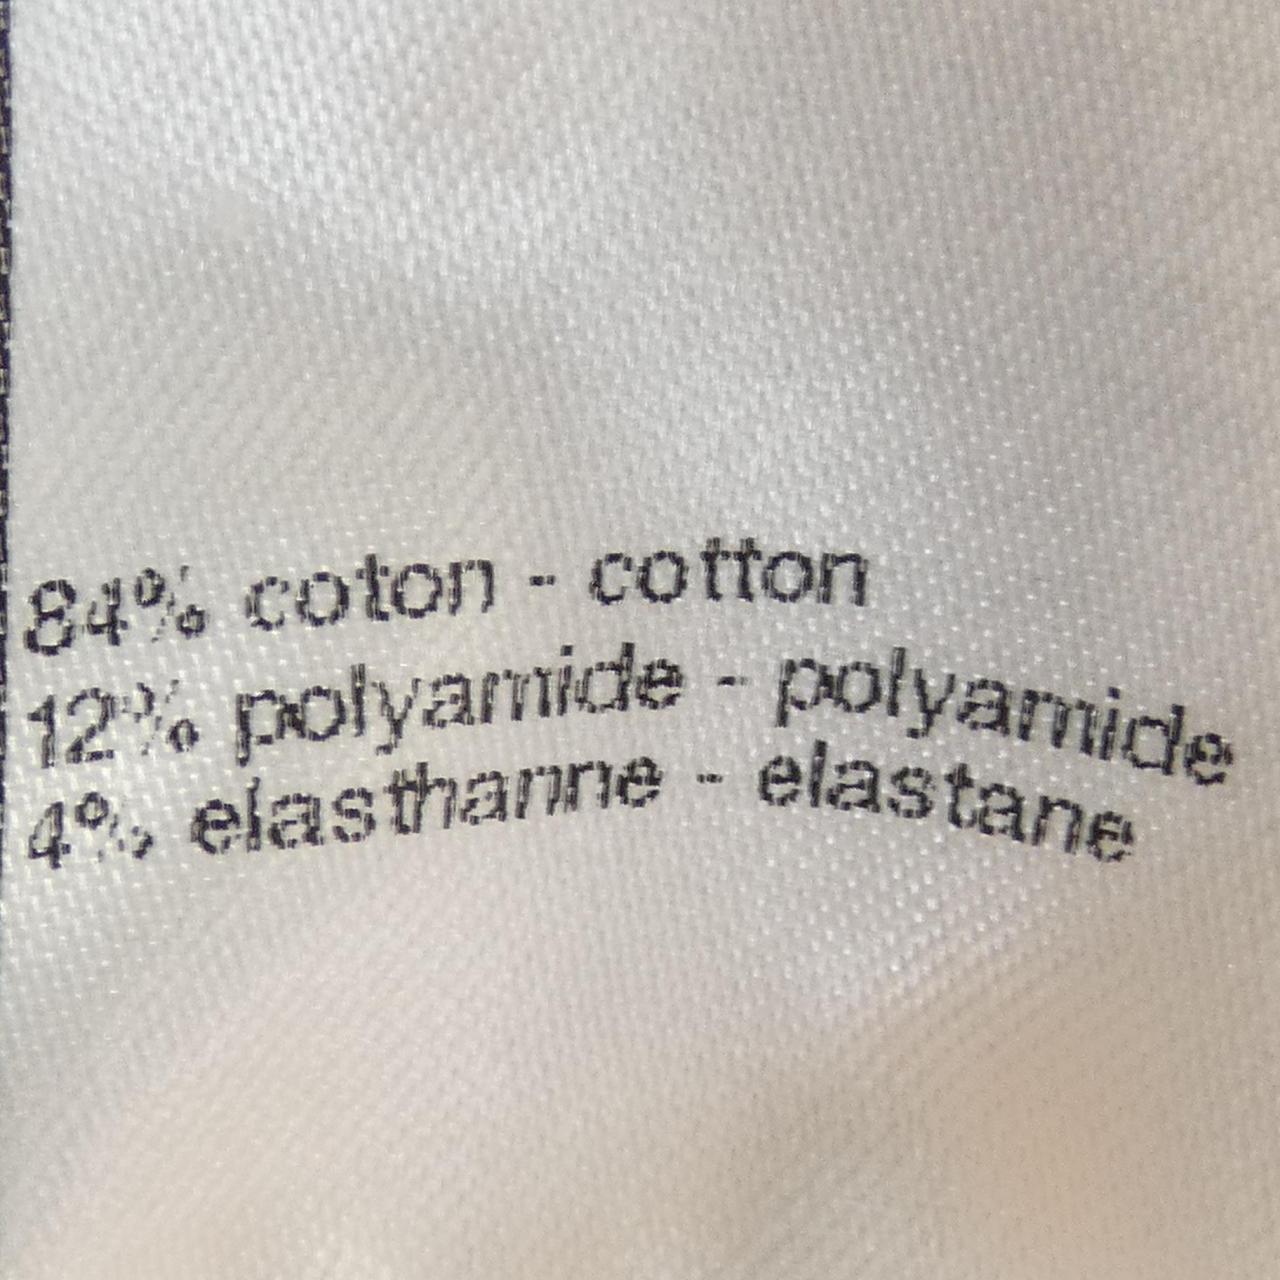 84% coton - cotton
12% polyamide - polyamide
4% elasthanne - elastane